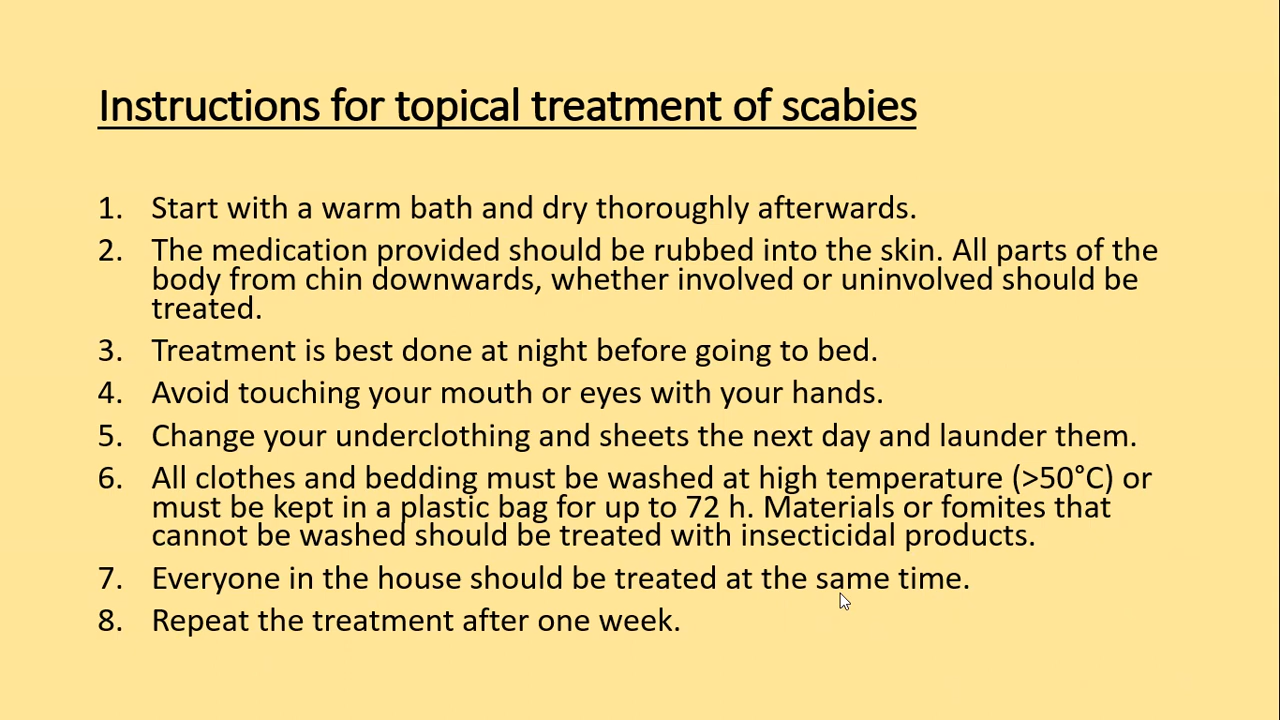 Instructions for topical treatment of scabies
1. Start with a warm bath and dry thoroughly afterwards.
2. The medication provided should be rubbed into the skin. All parts of the
body from chin downwards, whether involved or uninvolved should be
treated.
3. Treatment is best done at night before going to bed.
4. Avoid touching your mouth or eyes with your hands.
5. Change your underclothing and sheets the next day and launder them.
6. All clothes and bedding must be washed at high temperature (>50°C) or
must be kept in a plastic bag for up to 72 h. Materials or fomites that
cannot be washed should be treated with insecticidal products.
7. Everyone in the house should be treated at the same time.
8. Repeat the treatment after one week.